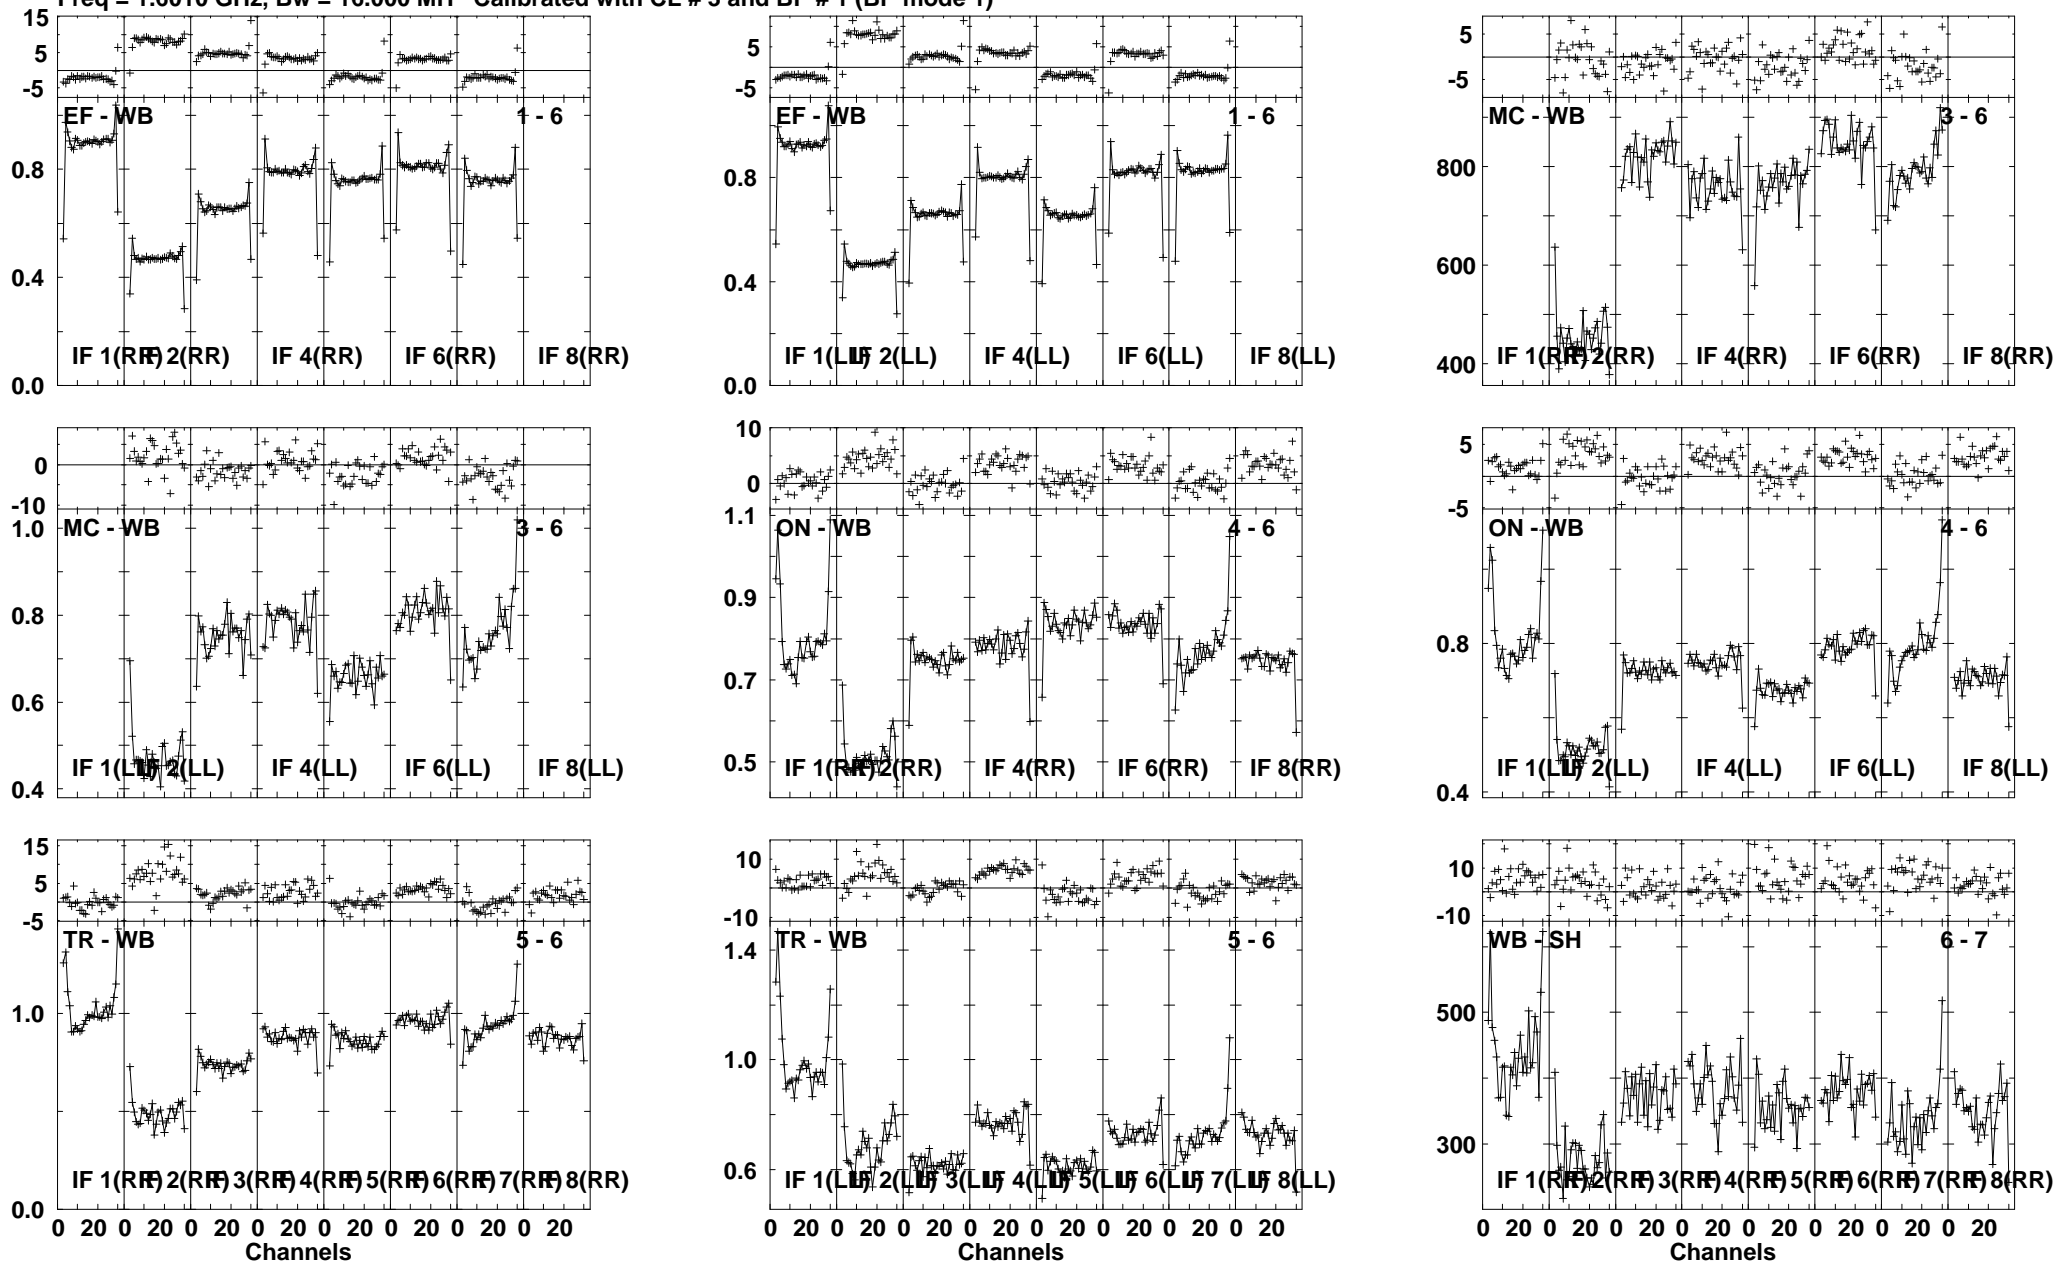 Freq = 1.6010 GHz, Bw = 16.000 MH Calibrated with CL # 3 and BP # 1 (BP mode 1)
15
5
-5
EF - WB
1 - 6
0.8
0.4
0.0
IF 1(RR)
IF 2(RR)
IF 4(RR)
IF 6(RR)
IF 8(RR)
5
-5
EF - WB
1 - 6
0.8
0.4
0.0
IF 1(LL)
IF 2(LL)
IF 4(LL)
IF 6(LL)
IF 8(LL)
5
-5
MC - WB
3 - 6
800
600
400
IF 1(RR)
IF 2(RR)
IF 4(RR)
IF 6(RR)
IF 8(RR)
0
-10
MC - WB
3 - 6
1.0
0.8
0.6
0.4
IF 1(LL)
IF 2(LL)
IF 4(LL)
IF 6(LL)
IF 8(LL)
10
0
1.1
ON - WB
4 - 6
0.9
0.7
0.5
IF 1(RR)
IF 2(RR)
IF 4(RR)
IF 6(RR)
IF 8(RR)
5
-5
ON - WB
4 - 6
0.8
0.4
IF 1(LL)
IF 2(LL)
IF 4(LL)
IF 6(LL)
IF 8(LL)
15
5
-5
TR - WB
5 - 6
1.0
0.0
IF 1(RR)
IF 2(RR)
IF 3(RR)
IF 4(RR)
IF 5(RR)
IF 6(RR)
IF 7(RR)
IF 8(RR)
0 20 0 20 0 20 0 20 0 20 0 20 0 20 0 20
Channels
10
-10
TR - WB
5 - 6
1.4
1.0
0.6
IF 1(LL)
IF 2(LL)
IF 3(LL)
IF 4(LL)
IF 5(LL)
IF 6(LL)
IF 7(LL)
IF 8(LL)
0 20 0 20 0 20 0 20 0 20 0 20 0 20 0 20
Channels
10
-10
WB - SH
6 - 7
500
300
IF 1(RR)
IF 2(RR)
IF 3(RR)
IF 4(RR)
IF 5(RR)
IF 6(RR)
IF 7(RR)
IF 8(RR)
0 20 0 20 0 20 0 20 0 20 0 20 0 20 0 20
Channels